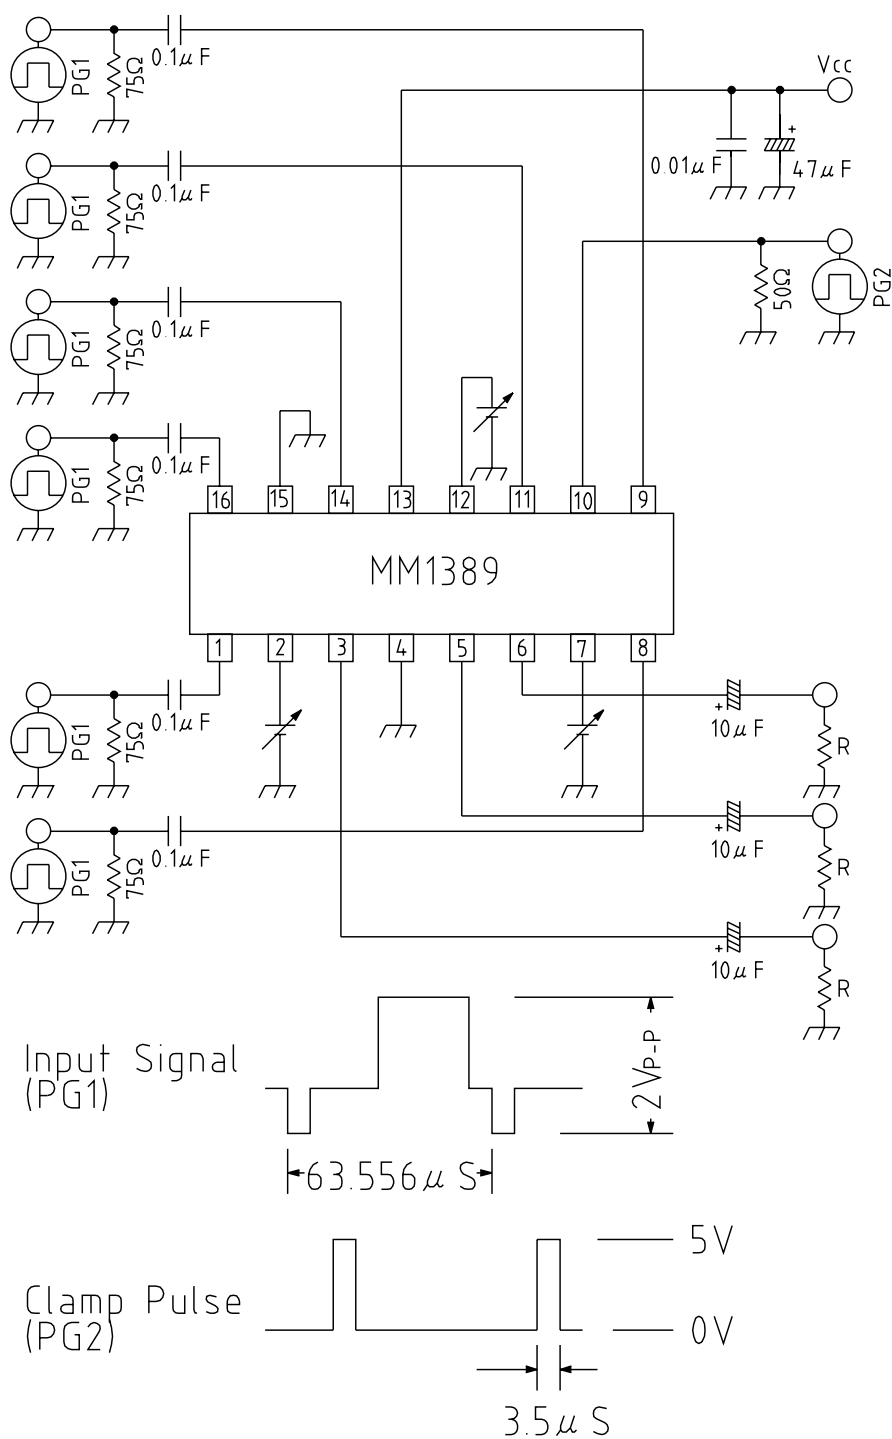 PG1
75Ω
0.1μF
Vcc
0.01μF
+
47μF
PG1
75Ω
0.1μF
50Ω
PG2
PG1
75Ω
0.1μF
PG1
75Ω
0.1μF
16 15 14 13 12 11 10 9
MM1389
1 2 3 4 5 6 7 8
PG1
75Ω
0.1μF
+
10μF
R
PG1
75Ω
0.1μF
+
10μF
R
+
10μF
R
Input Signal
(PG1)
2VP-P
63.556μS
Clamp Pulse
(PG2)
5V
0V
3.5μS